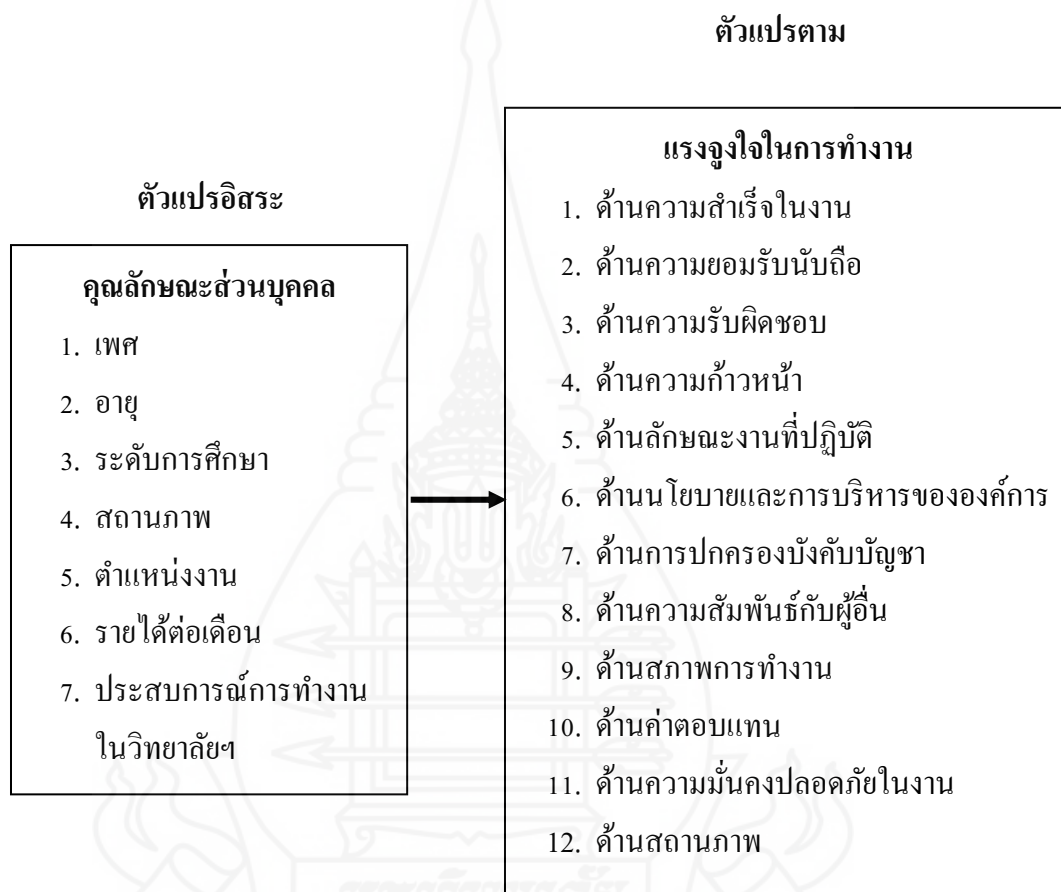 ตัวแปรตาม
ตัวแปรอิสระ
คุณลักษณะส่วนบุคคล
1. เพศ
2. อายุ
3. ระดับการศึกษา
4. สถานภาพ
5. ตำแหน่งงาน
6. รายได้ต่อเดือน
7. ประสบการณ์การทำงาน
ในวิทยาลัยฯ
แรงจูงใจในการทำงาน
1. ด้านความสำเร็จในงาน
2. ด้านความยอมรับนับถือ
3. ด้านความรับผิดชอบ
4. ด้านความก้าวหน้า
5. ด้านลักษณะงานที่ปฏิบัติ
6. ด้านนโยบายและการบริหารขององค์การ
7. ด้านการปกครองบังคับบัญชา
8. ด้านความสัมพันธ์กับผู้อื่น
9. ด้านสภาพการทำงาน
10. ด้านค่าตอบแทน
11. ด้านความมั่นคงปลอดภัยในงาน
12. ด้านสถานภาพ